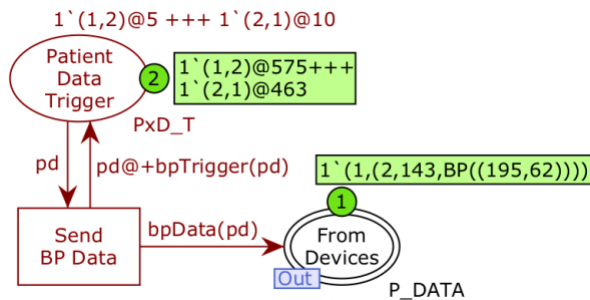 1`(1,2)@5 +++ 1`(2,1)@10
Patient
Data
Trigger
2
1`(1,2)@575+++
1`(2,1)@463
PxD_T
pd
pd@+bpTrigger(pd)
1`(1,(2,143,BP((195,62))))
1
Send
BP Data
bpData(pd)
From
Devices
Out
P_DATA